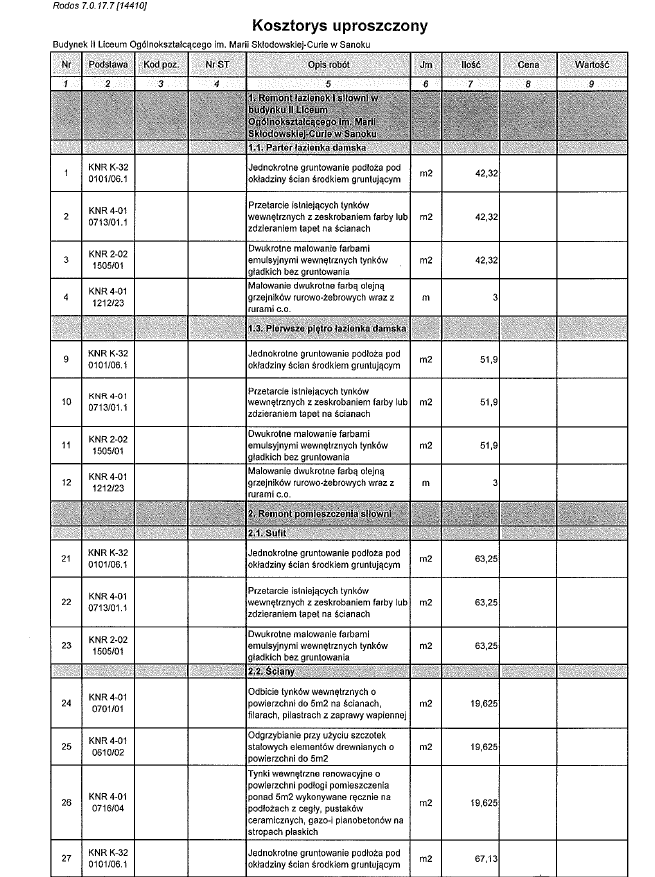 Rodos 7.0.17.7 [14410]
Kosztorys uproszczony
Budynek II Liceum Ogólnokształcącego im. Marii Skłodowskiej-Curie w Sanoku
Nr Podstawa Kod poz. Nr ST Opis robót Jm Ilość Cena Wartość
1 2 3 4 5 6 7 8 9
1. Remont łazienek i siłowni w
budynku II Liceum
Ogólnokształcącego im. Marii
Skłodowskiej-Curie w Sanoku
1.1. Parter łazienka damska
1 KNR K-32 0101/06.1 Jednokrotne gruntowanie podłoża pod m2 42,32
okładziny ścian środkiem gruntującym
2 KNR 4-01 0713/01.1 Przetarcie istniejących tynków m2 42,32
wewnętrznych z zeskrobaniem farby lub
zdzieraniem tapet na ścianach
3 KNR 2-02 1505/01 Dwukrotne malowanie farbami m2 42,32
emulsyjnymi wewnętrznych tynków
gładkich bez gruntowania
4 KNR 4-01 1212/23 Malowanie dwukrotne farbą olejną m 3
grzejników rurowo-żebrowych wraz z
rurami c.o.
1.3. Pierwsze piętro łazienka damska
9 KNR K-32 0101/06.1 Jednokrotne gruntowanie podłoża pod m2 51,9
okładziny ścian środkiem gruntującym
10 KNR 4-01 0713/01.1 Przetarcie istniejących tynków m2 51,9
wewnętrznych z zeskrobaniem farby lub
zdzieraniem tapet na ścianach
11 KNR 2-02 1505/01 Dwukrotne malowanie farbami m2 51,9
emulsyjnymi wewnętrznych tynków
gładkich bez gruntowania
12 KNR 4-01 1212/23 Malowanie dwukrotne farbą olejną m 3
grzejników rurowo-żebrowych wraz z
rurami c.o.
2. Remont pomieszczenia siłowni
2.1. Sufit
21 KNR K-32 0101/06.1 Jednokrotne gruntowanie podłoża pod m2 63,25
okładziny ścian środkiem gruntującym
22 KNR 4-01 0713/01.1 Przetarcie istniejących tynków m2 63,25
wewnętrznych z zeskrobaniem farby lub
zdzieraniem tapet na ścianach
23 KNR 2-02 1505/01 Dwukrotne malowanie farbami m2 63,25
emulsyjnymi wewnętrznych tynków
gładkich bez gruntowania
2.2. Ściany
24 KNR 4-01 0701/01 Odbicie tynków wewnętrznych o m2 19,625
powierzchni do 5m2 na ścianach,
filarach, pilastrach z zaprawy wapiennej
25 KNR 4-01 0610/02 Odgrzybianie przy użyciu szczotek m2 19,625
stalowych elementów drewnianych o
powierzchni do 5m2
26 KNR 4-01 0716/04 Tynki wewnętrzne renowacyjne o m2 19,625
powierzchni podłogi pomieszczenia
ponad 5m2 wykonywane ręcznie na
podłożach z cegły, pustaków
ceramicznych, gazo-i pianobetonów na
stropach płaskich
27 KNR K-32 0101/06.1 Jednokrotne gruntowanie podłoża pod m2 67,13
okładziny ścian środkiem gruntującym